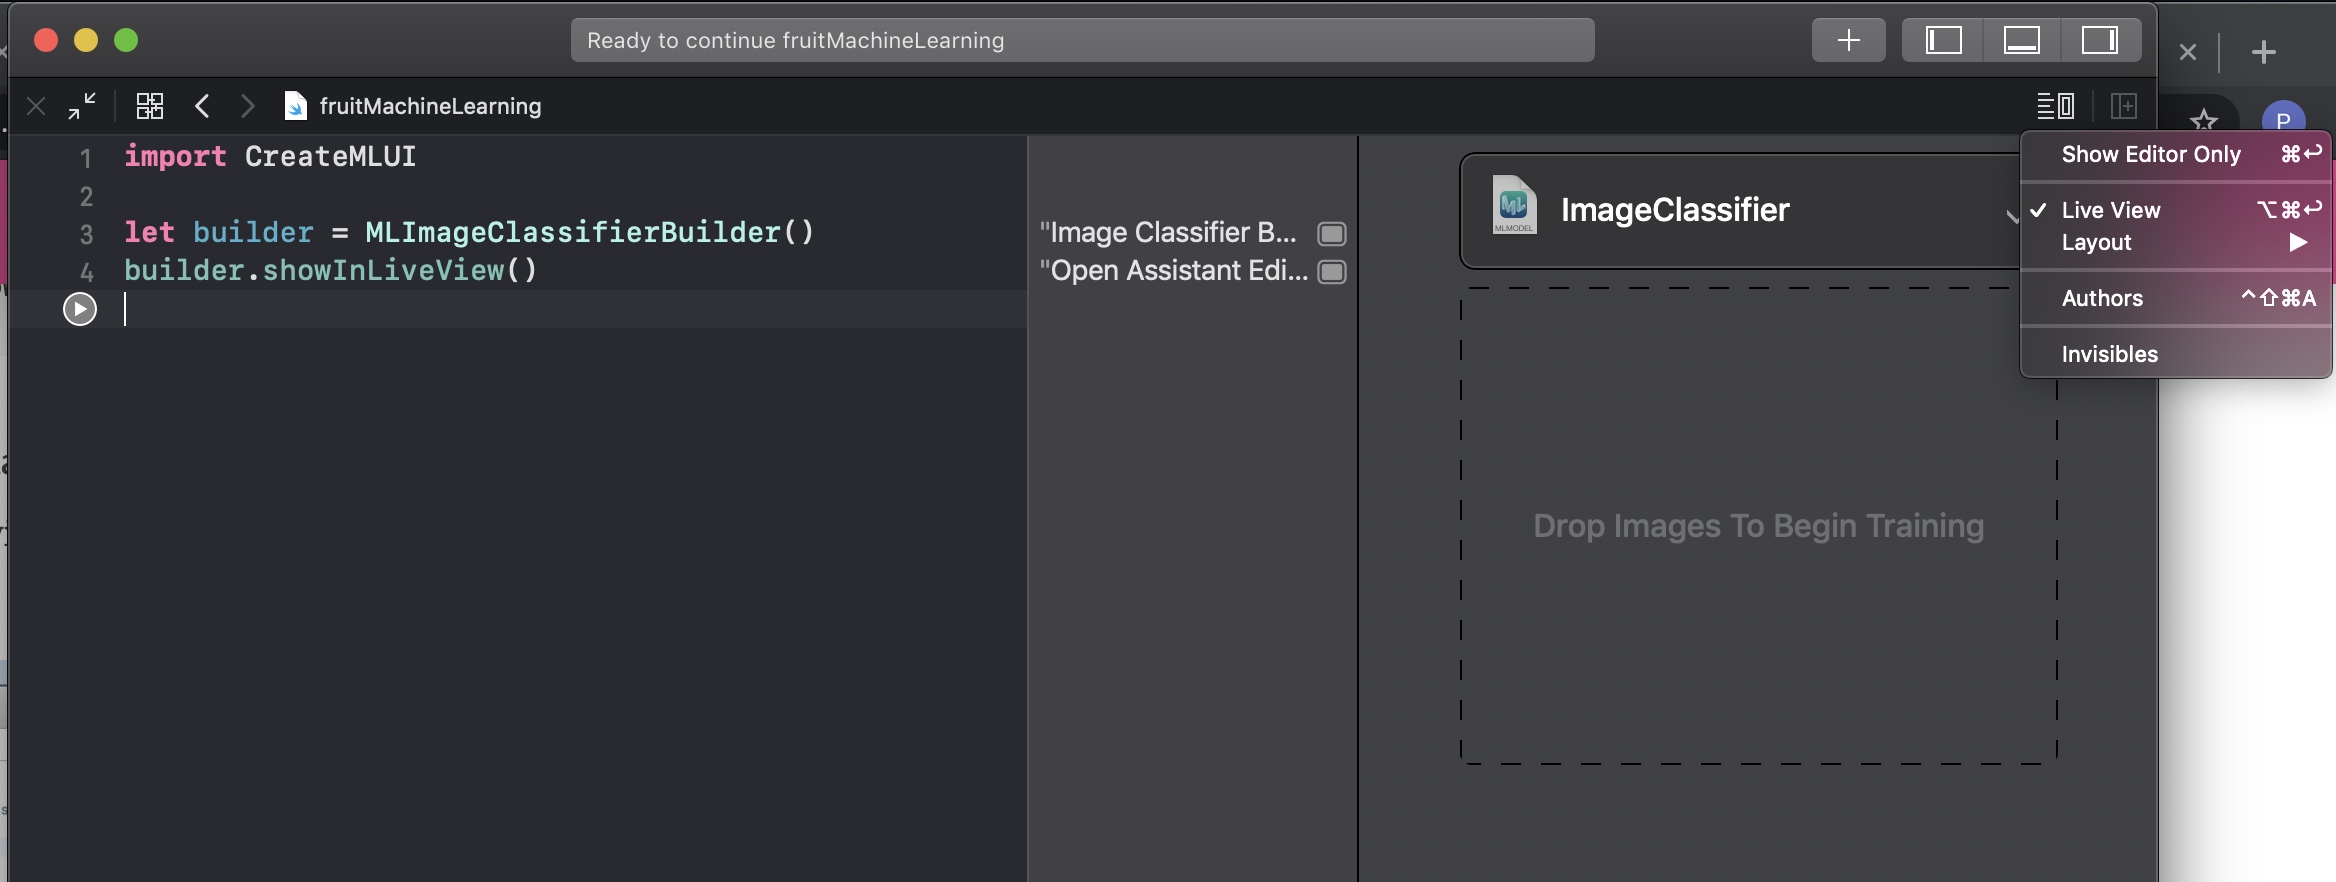 Ready to continue fruitMachineLearning
fruitMachineLearning
1 import CreateMLUI
2
3 let builder = MLImageClassifierBuilder()
4 builder.showInLiveView()
"Image Classifier B...
"Open Assistant Edi...
MLMODEL
ImageClassifier
Drop Images To Begin Training
P
Show Editor Only ⌘↩
✓ Live View ⌥⌘↩
Layout ▶
Authors ^⇧⌘A
Invisibles